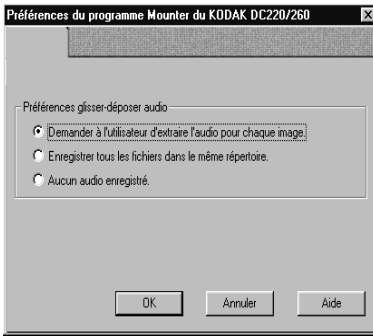 Préférences du programme Mounter du KODAK DC220/260
Préférences glisser-déposer audio
Demander à l'utilisateur d'extraire l'audio pour chaque image.
Enregistrer tous les fichiers dans le même répertoire.
Aucun audio enregistré.
OK Annuler Aide